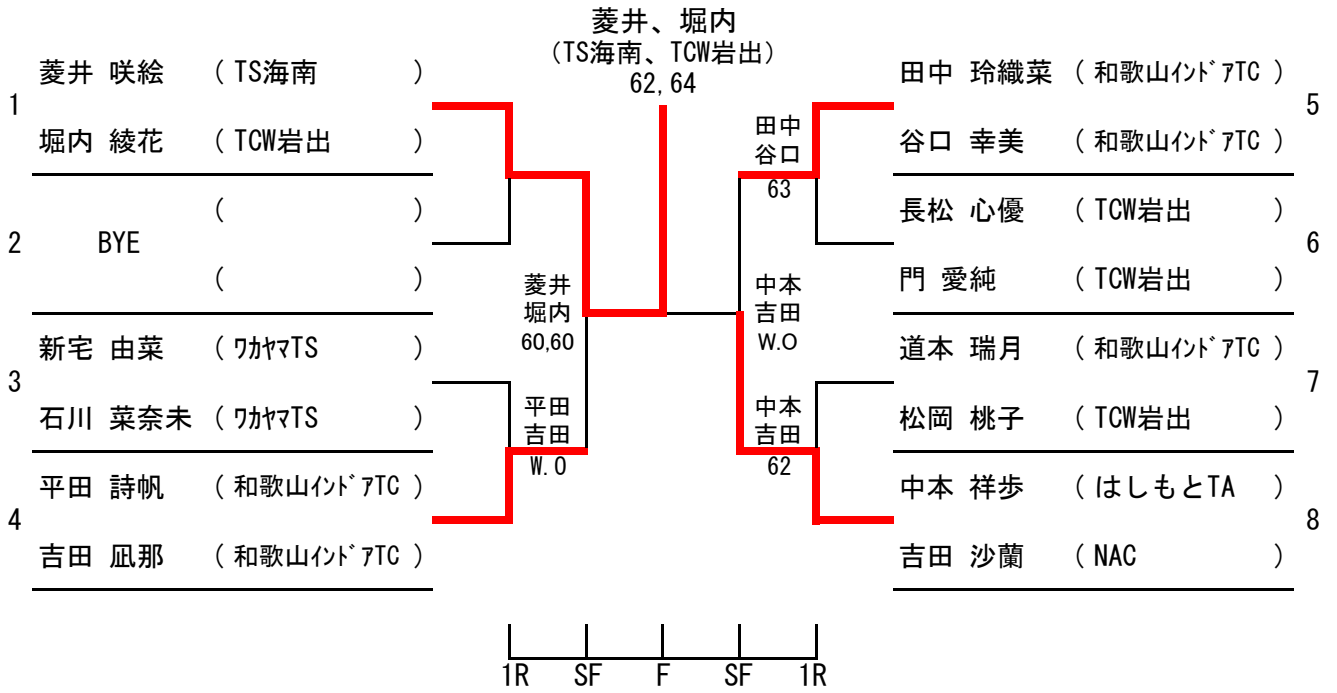 菱井、堀内
(TS海南、TCW岩出)
62, 64
1
菱井 咲絵 ( TS海南 )
堀内 綾花 ( TCW岩出 )
2
( )
BYE
( )
3
新宅 由菜 ( ワカヤマTS )
石川 菜奈未 ( ワカヤマTS )
4
平田 詩帆 ( 和歌山インドアTC )
吉田 凪那 ( 和歌山インドアTC )
菱井
堀内
60,60
平田
吉田
W.O
田中
谷口
63
中本
吉田
W.O
中本
吉田
62
田中 玲織菜 ( 和歌山インドアTC )
谷口 幸美 ( 和歌山インドアTC )
5
長松 心優 ( TCW岩出 )
門 愛純 ( TCW岩出 )
6
道本 瑞月 ( 和歌山インドアTC )
松岡 桃子 ( TCW岩出 )
7
中本 祥歩 ( はしもとTA )
吉田 沙蘭 ( NAC )
8
1R SF F SF 1R